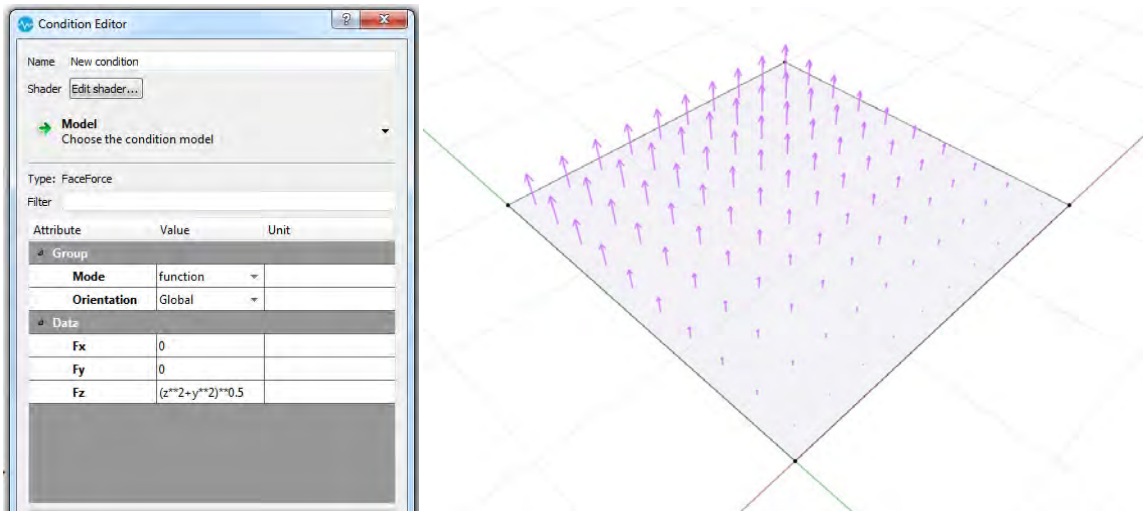 Condition Editor
Name New condition
Shader Edit shader...
Model
Choose the condition model
Type: FaceForce
Filter
Attribute Value Unit
Group
Mode function
Orientation Global
Data
Fx 0
Fy 0
Fz (z**2+y**2)**0.5